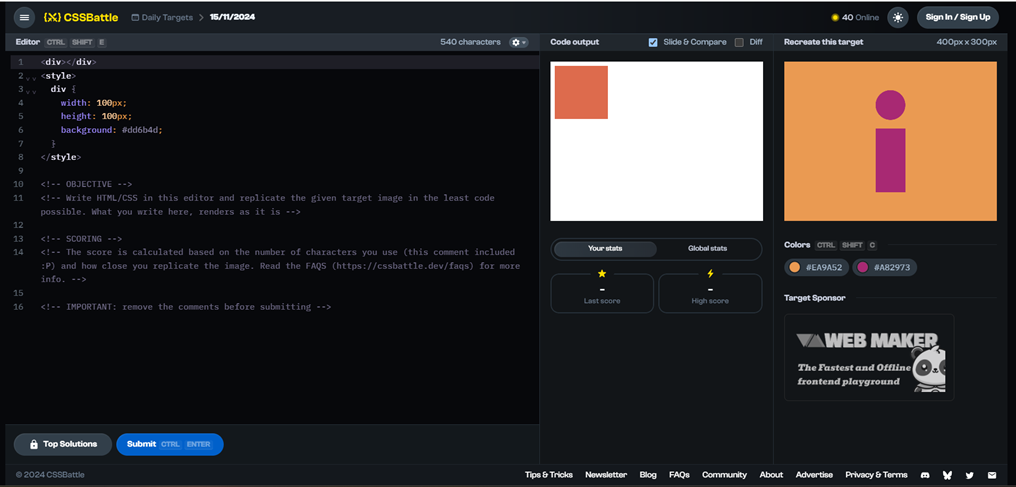 {X} CSSBattle
Daily Targets > 15/11/2024
40 Online
Sign In / Sign Up
Editor CTRL SHIFT E
540 characters
1 <div></div>
2 <style>
3 div {
4 width: 100px;
5 height: 100px;
6 background: #dd6b4d;
7 }
8 </style>
9
10 <!-- OBJECTIVE -->
11 <!-- Write HTML/CSS in this editor and replicate the given target image in the least code
possible. What you write here, renders as it is -->
12
13 <!-- SCORING -->
14 <!-- The score is calculated based on the number of characters you use (this comment included
:P) and how close you replicate the image. Read the FAQS (https://cssbattle.dev/faqs) for more
info. -->
15
16 <!-- IMPORTANT: remove the comments before submitting -->
Top Solutions
Submit CTRL ENTER
Code output
Slide & Compare
Diff
Your stats
Global stats
-
Last score
-
High score
Recreate this target
400px x 300px
Colors CTRL SHIFT C
#EA9A52
#A82973
Target Sponsor
WEB MAKER
The Fastest and Offline
frontend playground
© 2024 CSSBattle
Tips & Tricks
Newsletter
Blog
FAQs
Community
About
Advertise
Privacy & Terms